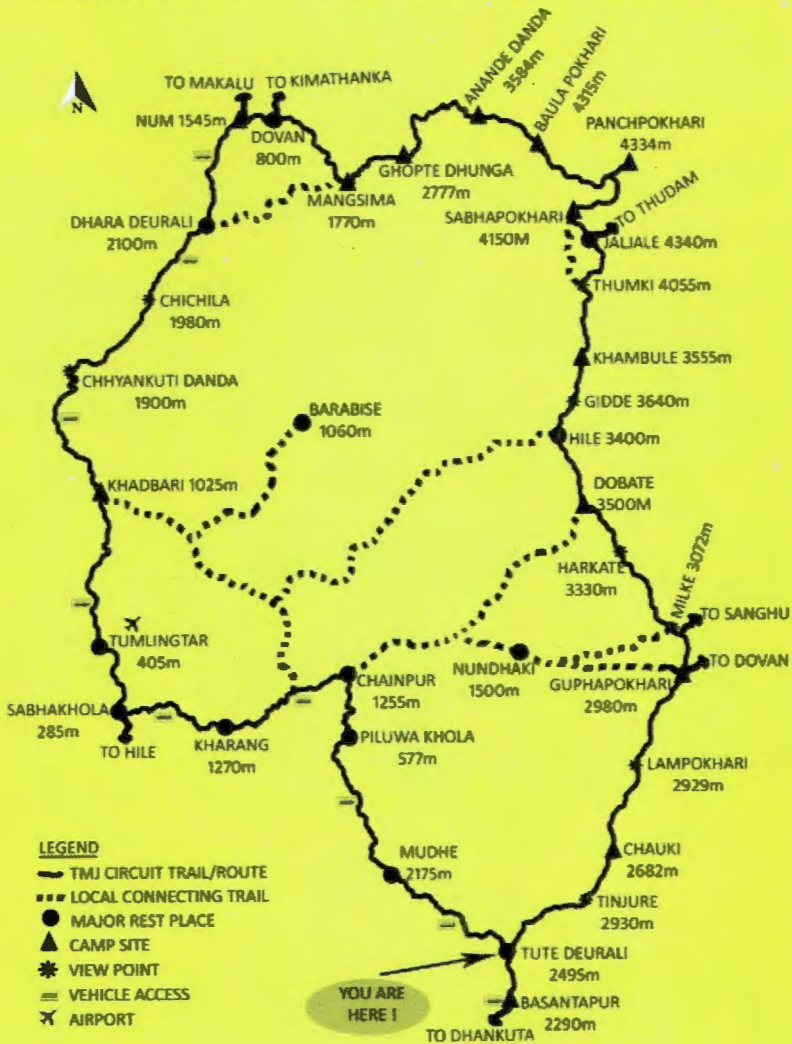 TO MAKALU
TO KIMATHANKA
NUM 1545m
DOVAN
800m
ANANDE DANDA
3584m
BAULA POKHARI
4315m
PANCHPOKHARI
4334m
GHOPTE DHUNGA
2777m
MANGSIMA
1770m
DHARA DEURALI
2100m
SABHAPOKHARI
4150M
TO THUDAM
JALJALE 4340m
THUMKI 4055m
CHICHILA
1980m
KHAMBULE 3555m
CHHYANKUTI DANDA
1900m
GIDDE 3640m
BARABISE
1060m
HILE 3400m
KHADBARI 1025m
DOBATE
3500M
HARKATE
3330m
MILKE 3072m
TO SANGHU
TUMLINGTAR
405m
NUNDHAKI
1500m
TO DOVAN
GUPHAPOKHARI
2980m
CHAINPUR
1255m
SABHAKHOLA
285m
TO HILE
KHARANG
1270m
PILUWA KHOLA
577m
LAMPOKHARI
2929m
MUDHE
2175m
CHAUKI
2682m
TINJURE
2930m
TUTE DEURALI
2495m
YOU ARE
HERE !
BASANTAPUR
2290m
TO DHANKUTA
LEGEND
TMJ CIRCUIT TRAIL/ROUTE
LOCAL CONNECTING TRAIL
MAJOR REST PLACE
CAMP SITE
VIEW POINT
VEHICLE ACCESS
AIRPORT
N